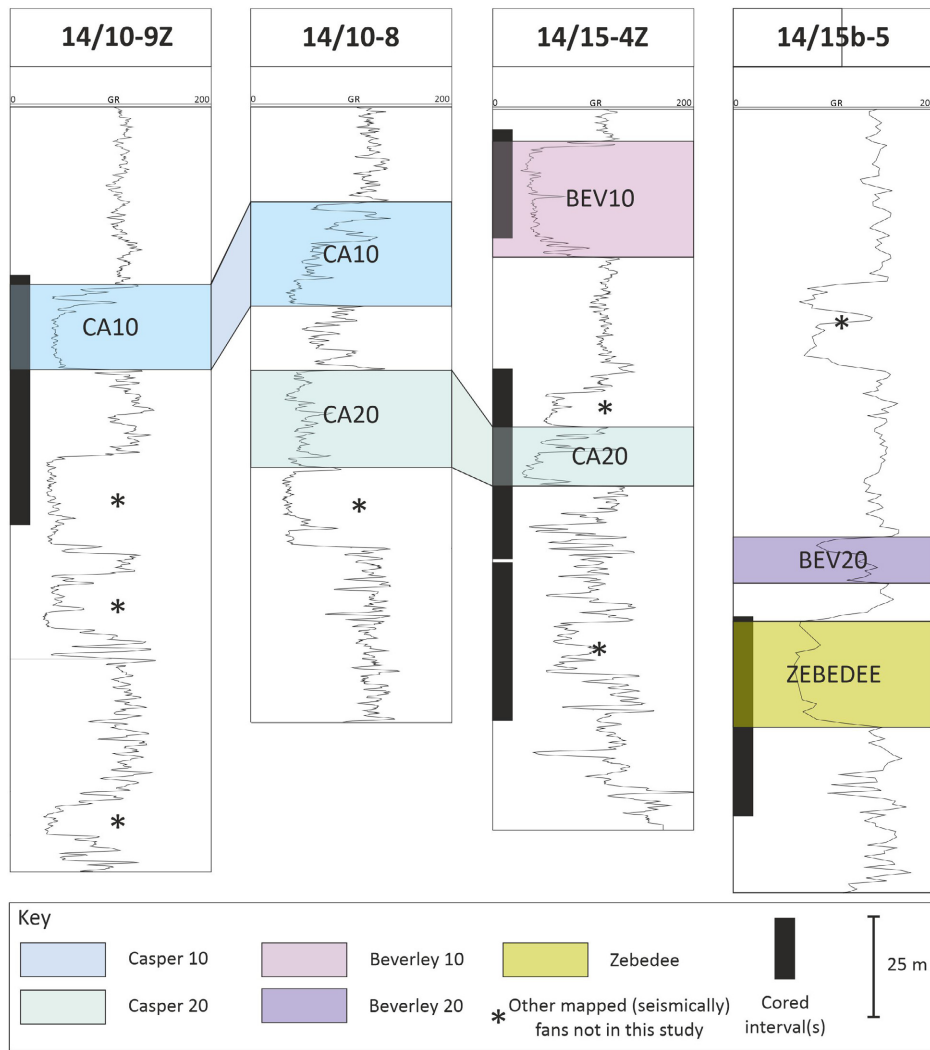 14/10-9Z
14/10-8
14/15-4Z
14/15b-5
0 GR 200
0 GR 200
0 GR 200
0 GR 20
CA10
CA10
CA20
*
*
*
*
BEV10
*
CA20
*
*
BEV20
ZEBEDEE
Key
Casper 10
Casper 20
Beverley 10
Beverley 20
Zebedee
* Other mapped (seismically)
fans not in this study
Cored
interval(s)
25 m